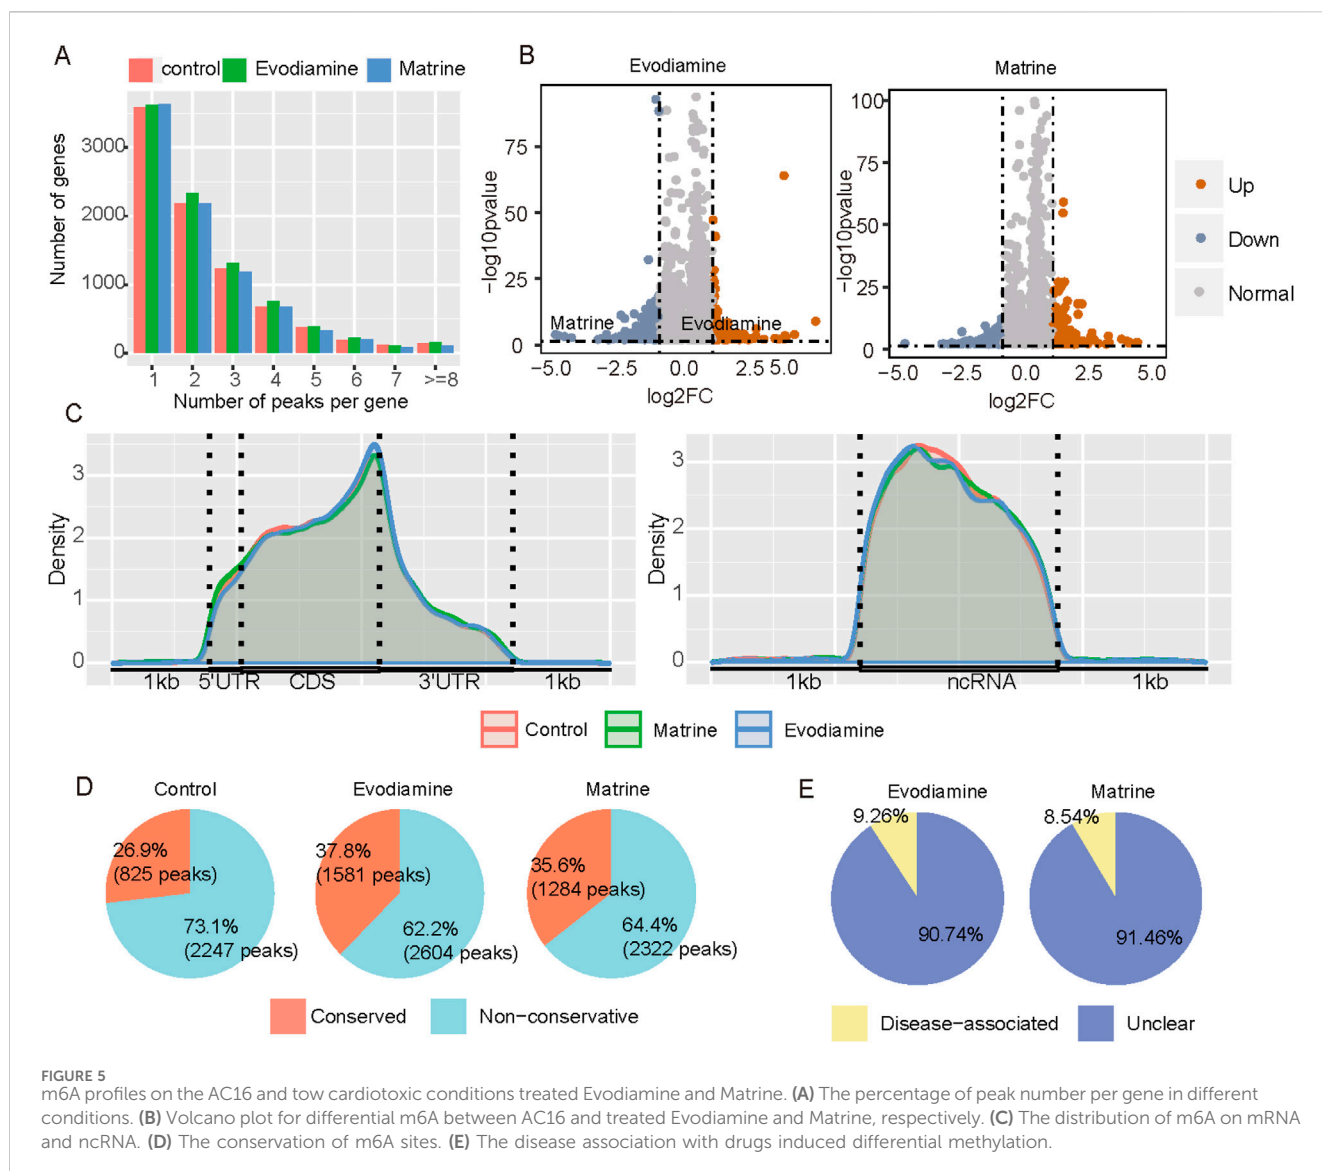 A
control Evodiamine Matrine
Number of genes
3000
2000
1000
0
1 2 3 4 5 6 7 >=8
Number of peaks per gene
B
Evodiamine
-log10pvalue
75
50
25
0
Matrine Evodiamine
-5.0 -2.5 0.0 2.5 5.0
log2FC
Matrine
-log10pvalue
100
75
50
25
0
-5.0 -2.5 0.0 2.5 5.0
log2FC
Up
Down
Normal
C
Density
3
2
1
0
1kb 5'UTR CDS 3'UTR 1kb
Density
3
2
1
0
1kb ncRNA 1kb
Control Matrine Evodiamine
D
Control
26.9%
(825 peaks)
73.1%
(2247 peaks)
Evodiamine
37.8%
(1581 peaks)
62.2%
(2604 peaks)
Matrine
35.6%
(1284 peaks)
64.4%
(2322 peaks)
Conserved Non-conservative
E
Evodiamine
9.26%
90.74%
Matrine
8.54%
91.46%
Disease-associated Unclear
FIGURE 5
m6A profiles on the AC16 and tow cardiotoxic conditions treated Evodiamine and Matrine. (A) The percentage of peak number per gene in different
conditions. (B) Volcano plot for differential m6A between AC16 and treated Evodiamine and Matrine, respectively. (C) The distribution of m6A on mRNA
and ncRNA. (D) The conservation of m6A sites. (E) The disease association with drugs induced differential methylation.